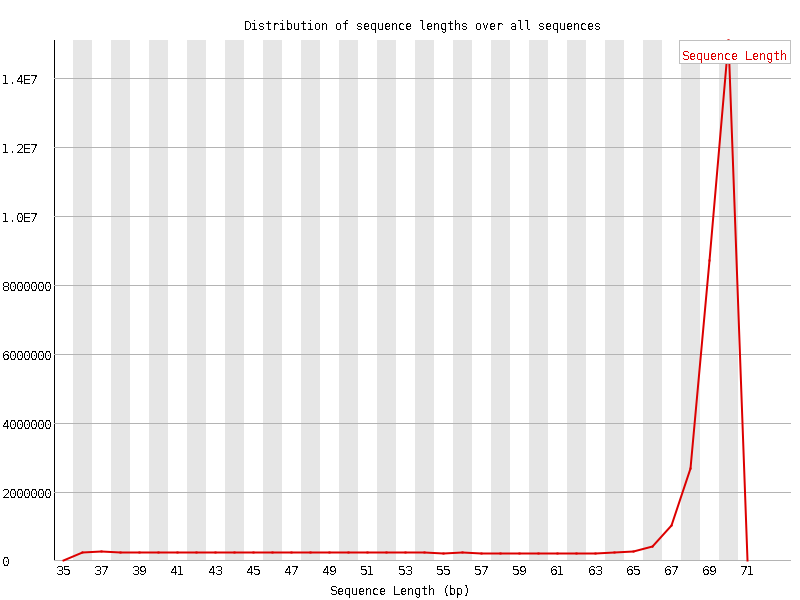 Distribution of sequence lengths over all sequences
Sequence Length
1.4E7
1.2E7
1.0E7
8000000
6000000
4000000
2000000
0
35 37 39 41 43 45 47 49 51 53 55 57 59 61 63 65 67 69 71
Sequence Length (bp)